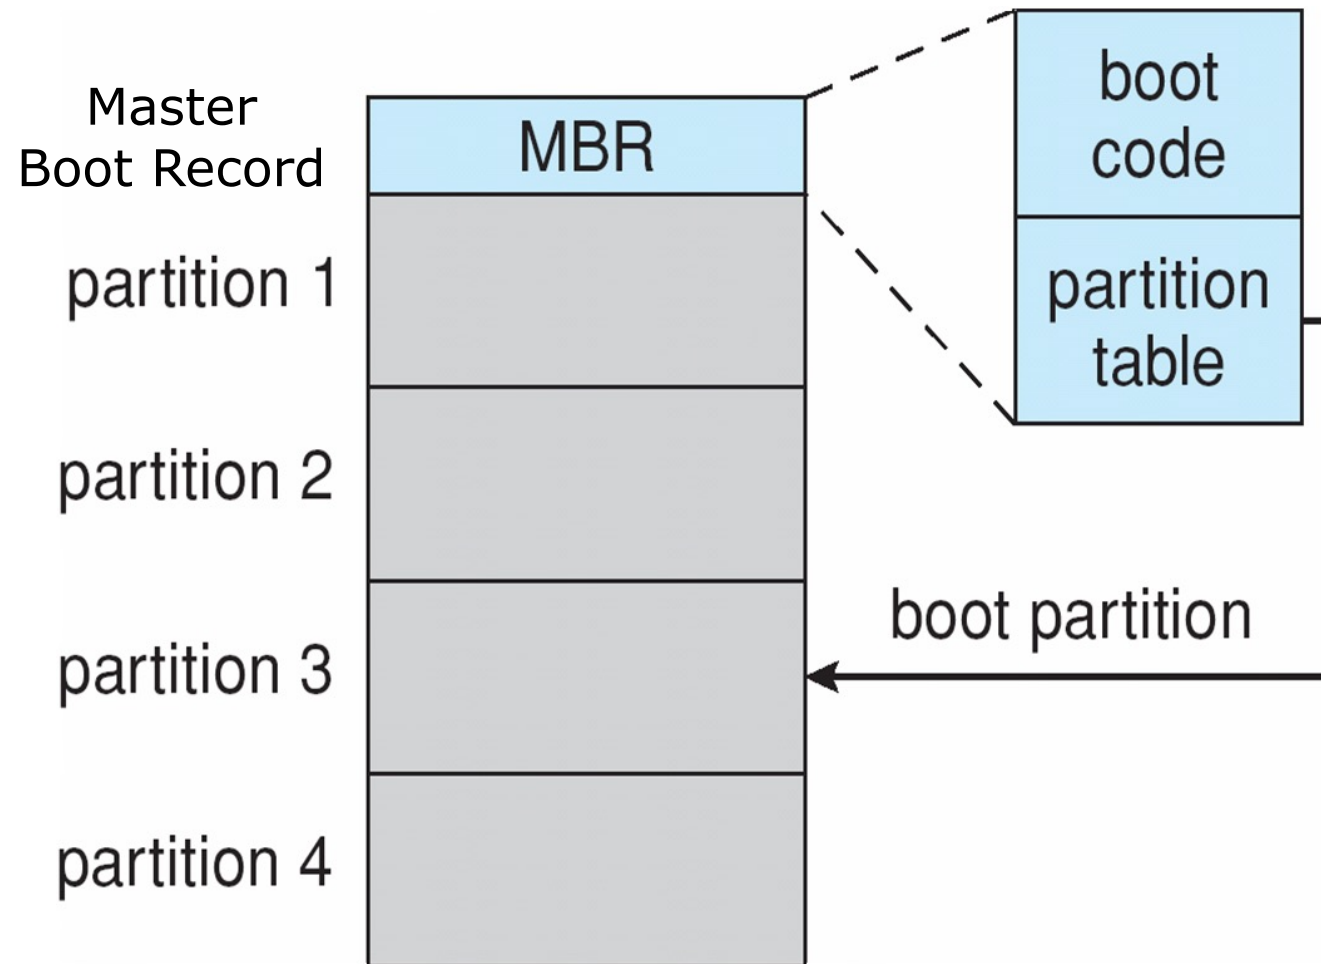 Master
Boot Record
MBR
boot
code
partition
table
partition 1
partition 2
boot partition
partition 3
partition 4